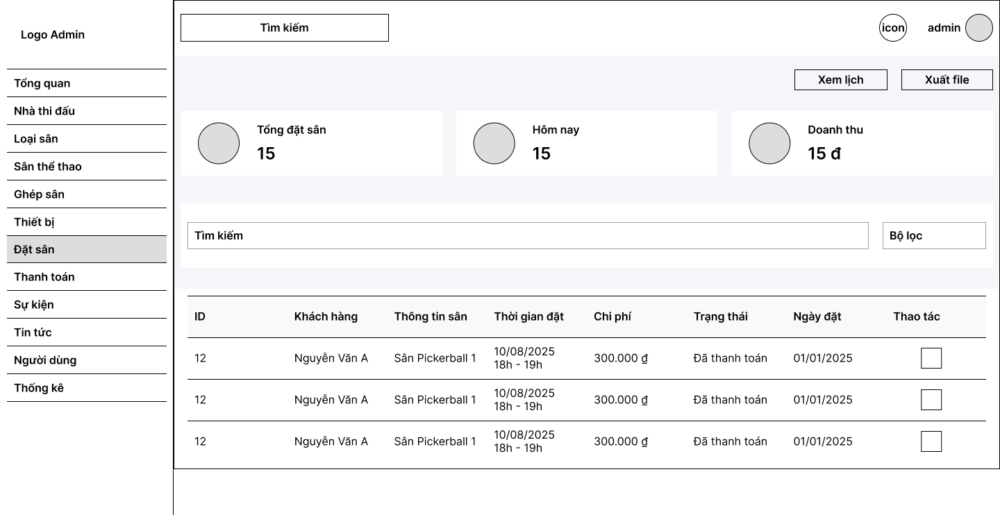 Logo Admin
Tổng quan
Nhà thi đấu
Loại sân
Sân thể thao
Ghép sân
Thiết bị
Đặt sân
Thanh toán
Sự kiện
Tin tức
Người dùng
Thống kê
Tìm kiếm
icon
admin
Xem lịch
Xuất file
Tổng đặt sân
15
Hôm nay
15
Doanh thu
15 đ
Tìm kiếm
Bộ lọc
ID Khách hàng Thông tin sân Thời gian đặt Chi phí Trạng thái Ngày đặt Thao tác
12 Nguyễn Văn A Sân Pickerball 1 10/08/2025 300.000 ₫ Đã thanh toán 01/01/2025
18h - 19h
12 Nguyễn Văn A Sân Pickerball 1 10/08/2025 300.000 ₫ Đã thanh toán 01/01/2025
18h - 19h
12 Nguyễn Văn A Sân Pickerball 1 10/08/2025 300.000 ₫ Đã thanh toán 01/01/2025
18h - 19h